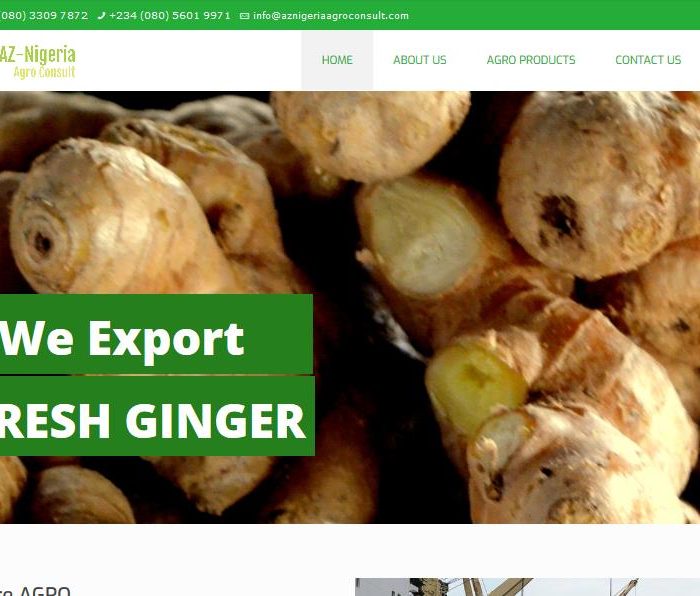 080) 3309 7872 +234 (080) 5601 9971 info@aznigeriaagroconsult.com
AZ-Nigeria
Agro Consult
HOME ABOUT US AGRO PRODUCTS CONTACT US
We Export
RESH GINGER
re AGRO